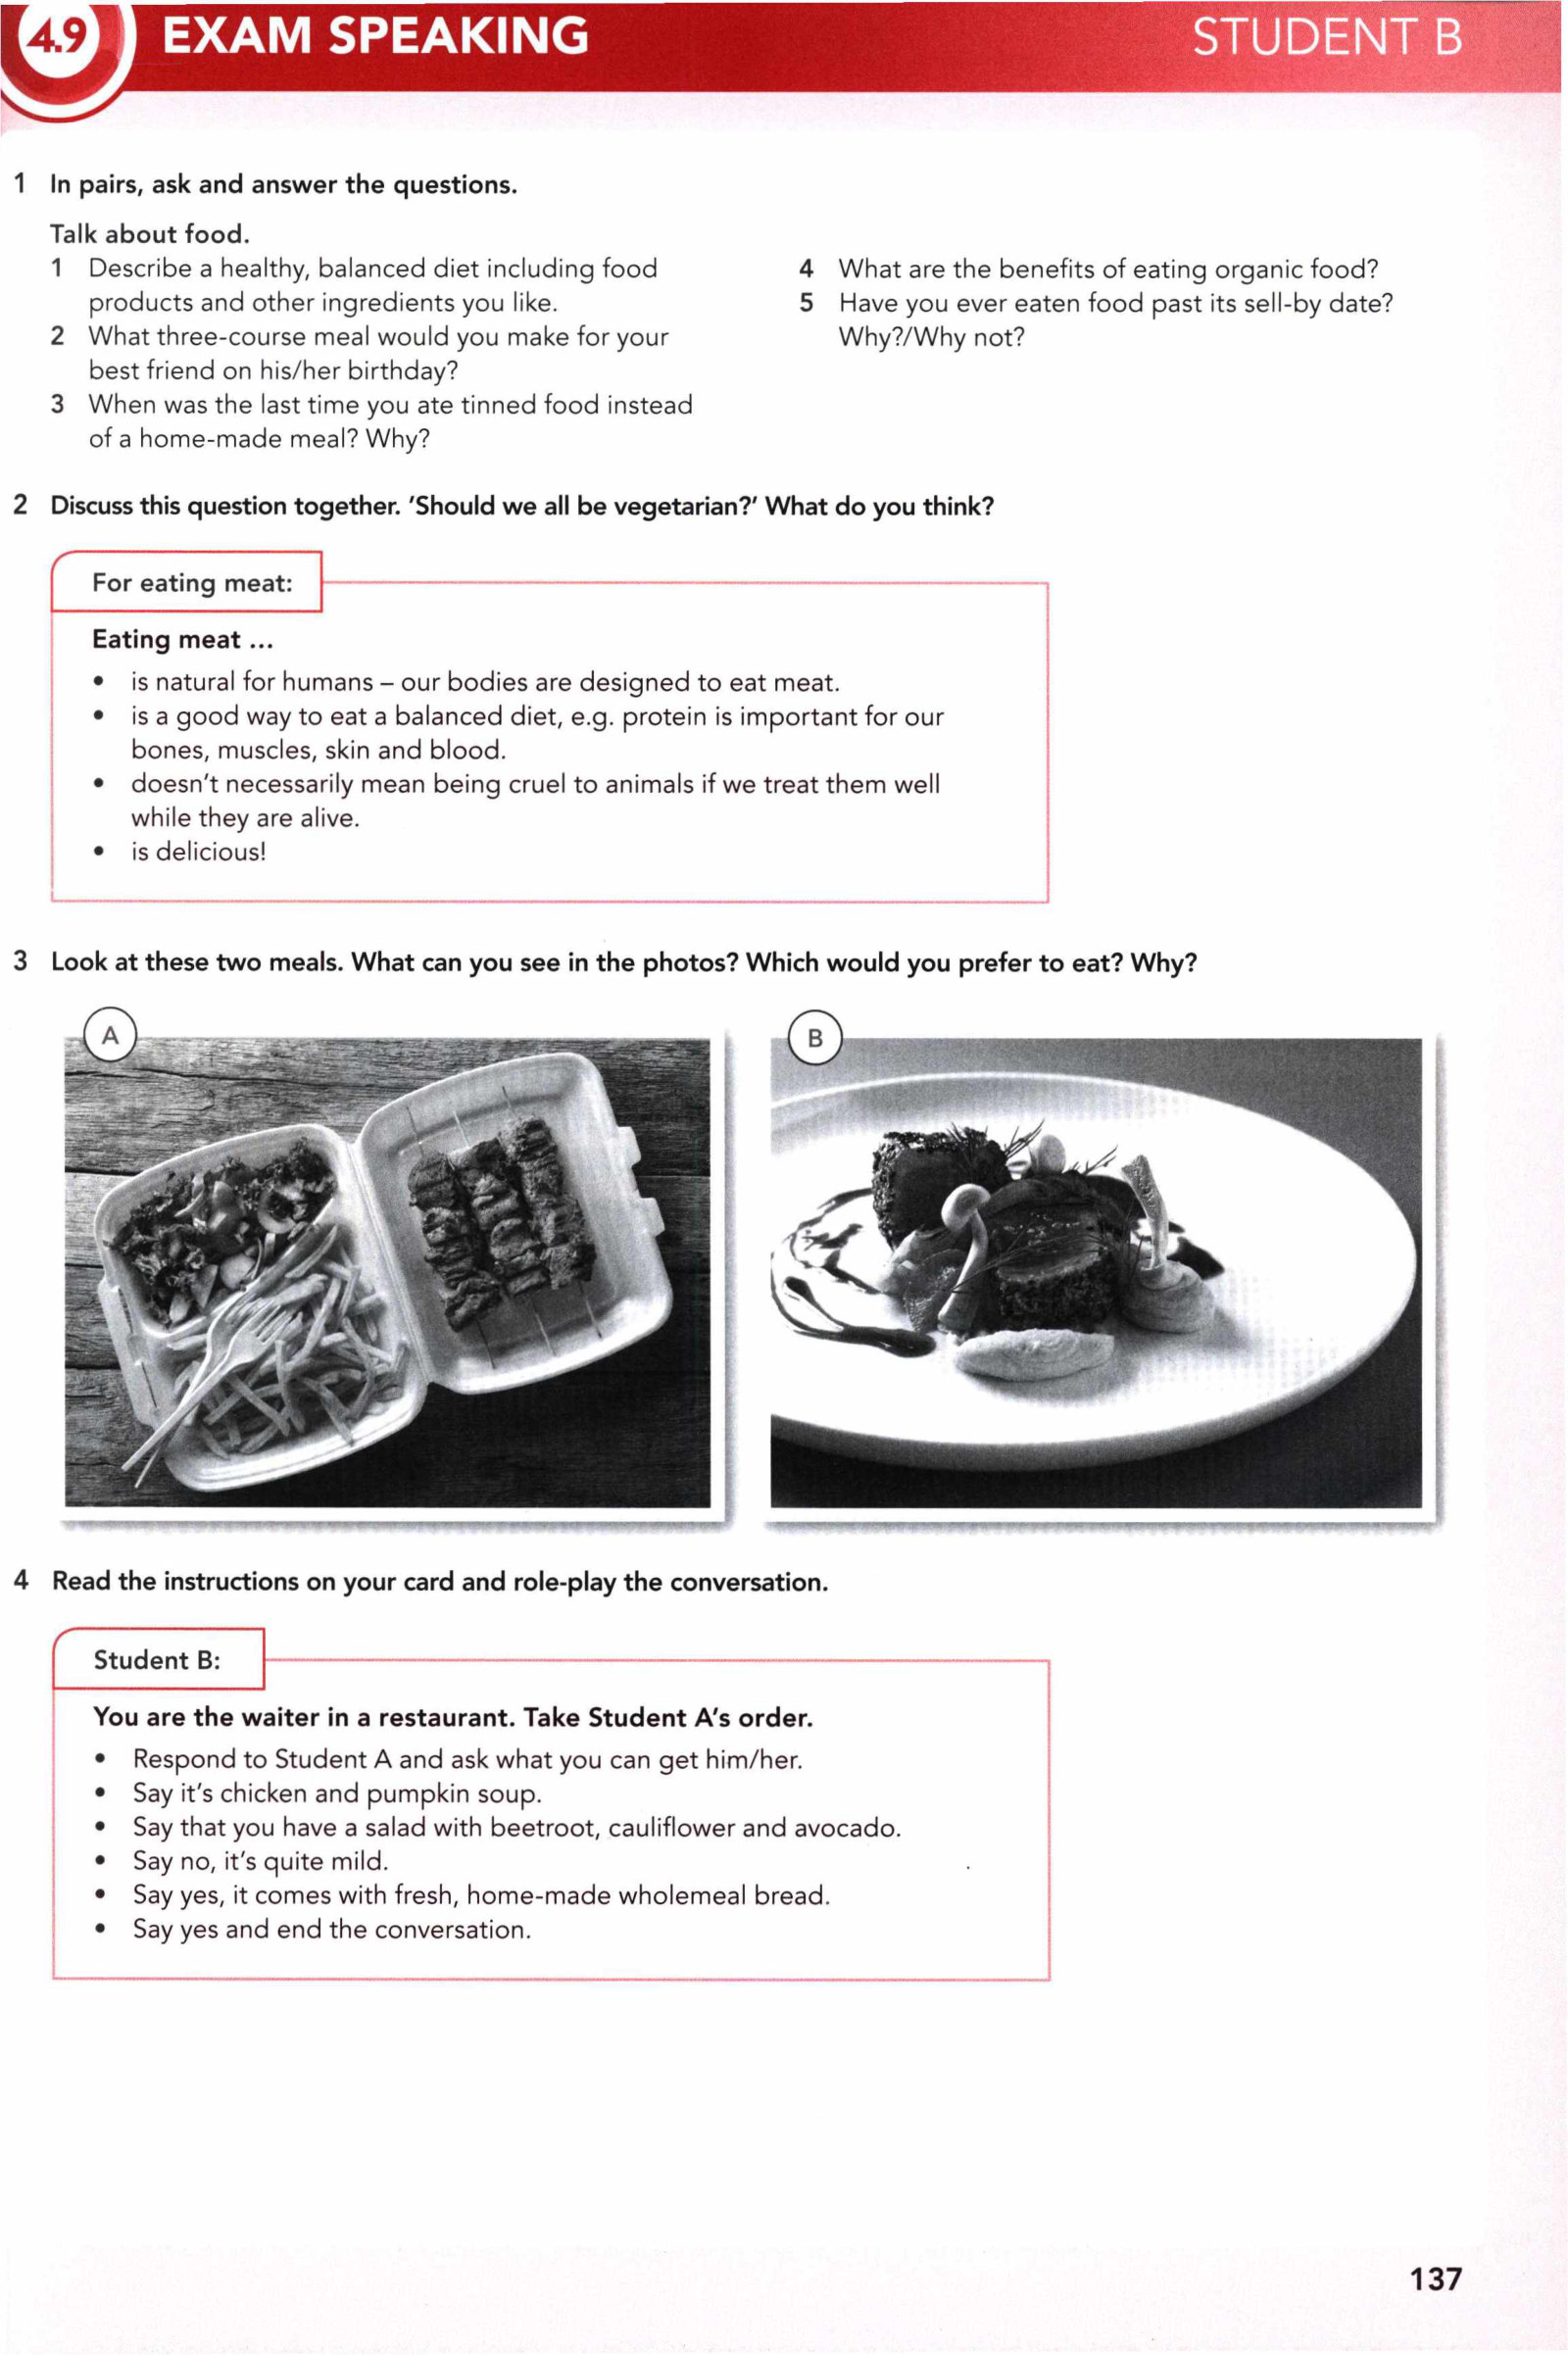 4.9 EXAM SPEAKING STUDENT B
1 In pairs, ask and answer the questions.
Talk about food.
1 Describe a healthy, balanced diet including food
products and other ingredients you like.
2 What three-course meal would you make for your
best friend on his/her birthday?
3 When was the last time you ate tinned food instead
of a home-made meal? Why?
4 What are the benefits of eating organic food?
5 Have you ever eaten food past its sell-by date?
Why?/Why not?
2 Discuss this question together. 'Should we all be vegetarian?' What do you think?
For eating meat:
Eating meat ...
• is natural for humans – our bodies are designed to eat meat.
• is a good way to eat a balanced diet, e.g. protein is important for our
bones, muscles, skin and blood.
• doesn't necessarily mean being cruel to animals if we treat them well
while they are alive.
• is delicious!
3 Look at these two meals. What can you see in the photos? Which would you prefer to eat? Why?
A
B
4 Read the instructions on your card and role-play the conversation.
Student B:
You are the waiter in a restaurant. Take Student A's order.
• Respond to Student A and ask what you can get him/her.
• Say it's chicken and pumpkin soup.
• Say that you have a salad with beetroot, cauliflower and avocado.
• Say no, it's quite mild.
• Say yes, it comes with fresh, home-made wholemeal bread.
• Say yes and end the conversation.
137